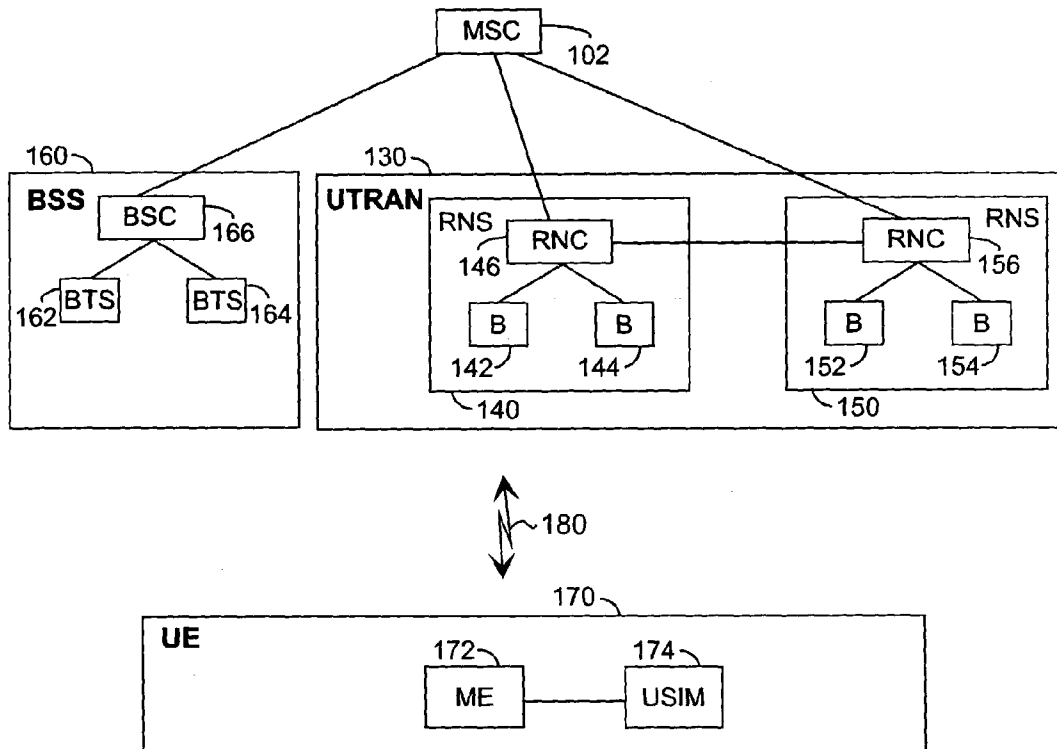 MSC
102
160
130
BSS
BSC
166
UTRAN
RNS
RNC
146
RNC
RNS
156
162
BTS
BTS
164
B
B
B
B
142
144
152
154
140
150
180
170
UE
172
174
ME
USIM